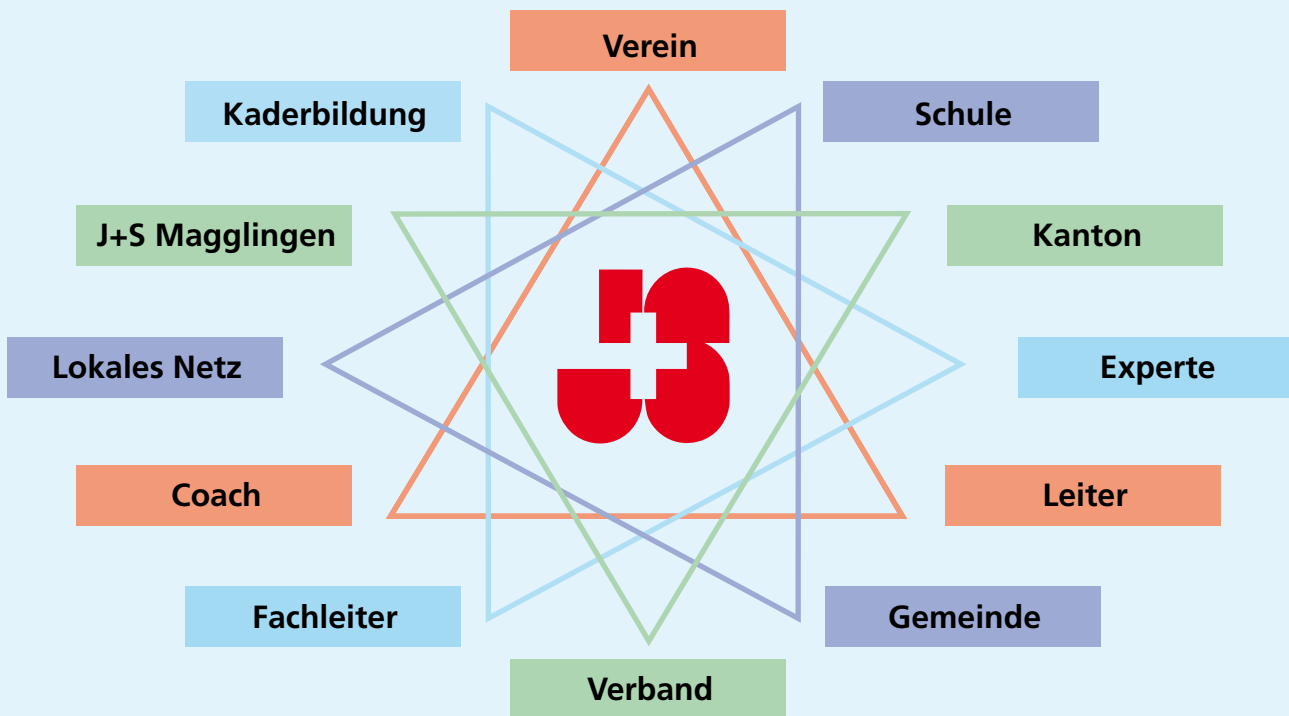 Verein
Kaderbildung
Schule
J+S Magglingen
Kanton
J+S
Lokales Netz
Experte
Coach
Leiter
Fachleiter
Gemeinde
Verband